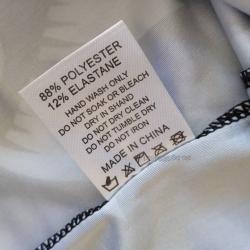 88% POLYESTER
12% ELASTANE
HAND WASH ONLY
DO NOT SOAK OR BLEACH
DRY IN SHAND
DO NOT DRY CLEAN
DO NOT TUMBLE DRY
DO NOT IRON
MADE IN CHINA